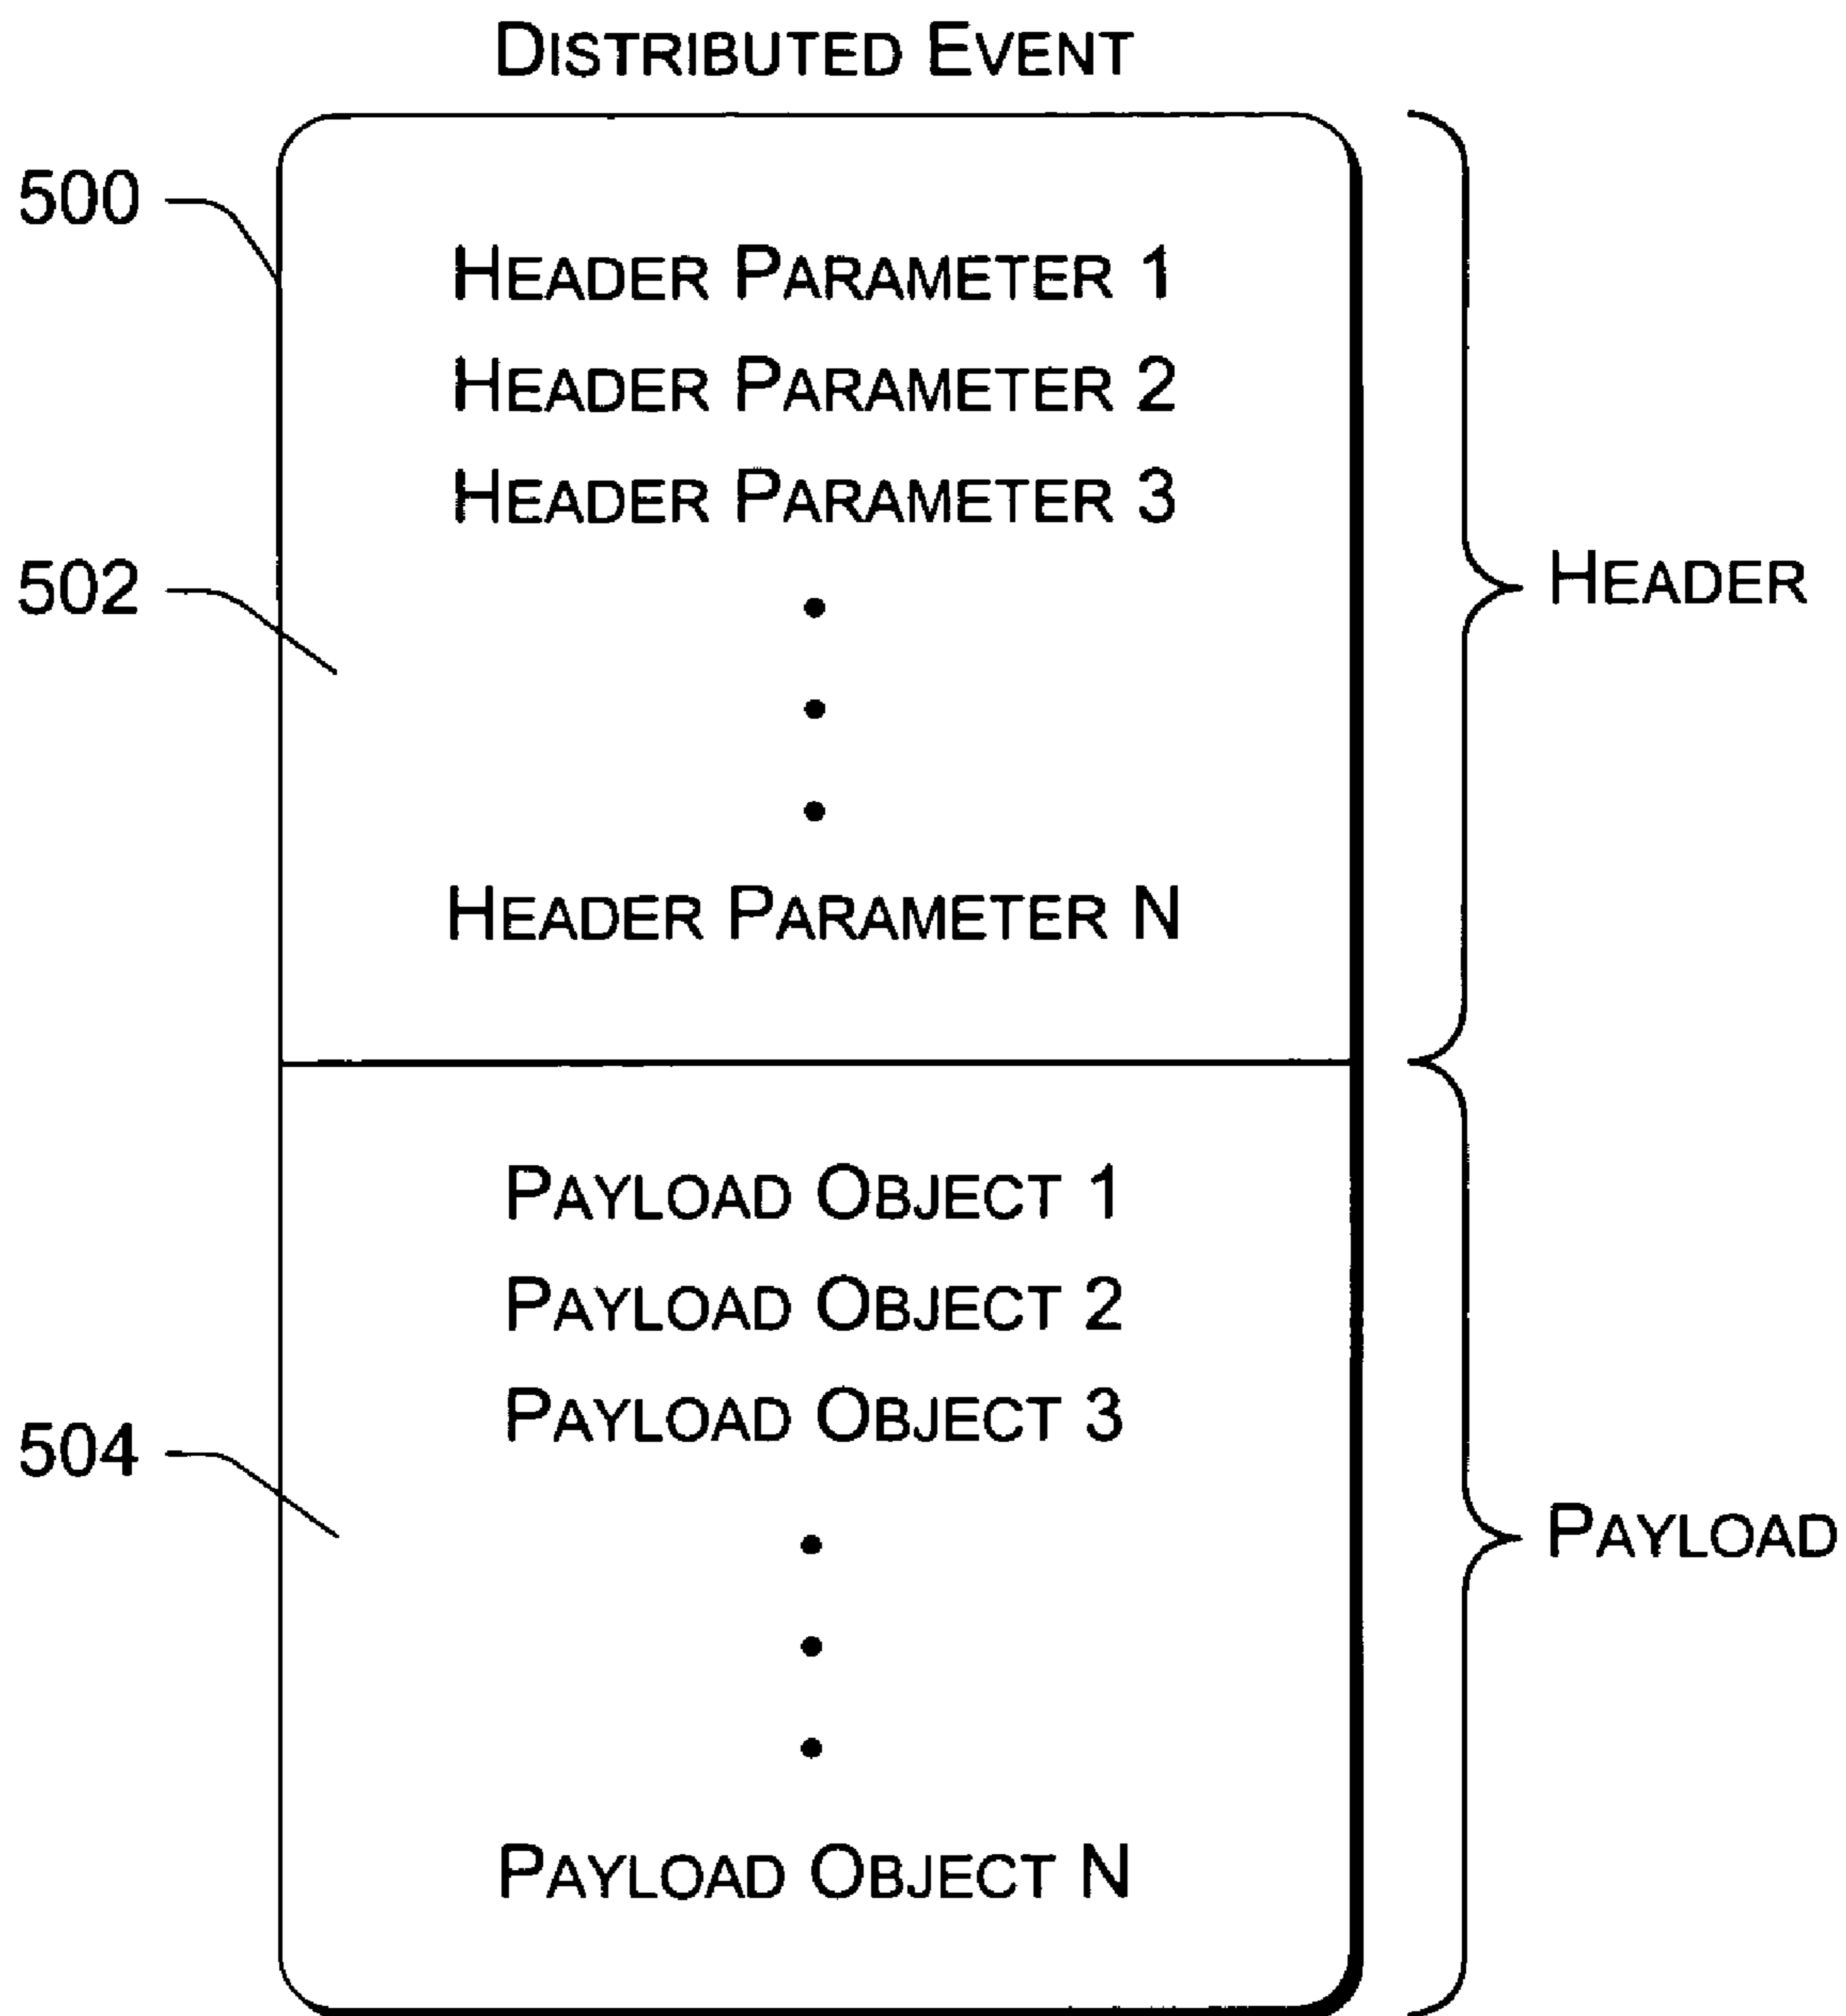 DISTRIBUTED EVENT
500
HEADER PARAMETER 1
HEADER PARAMETER 2
HEADER PARAMETER 3
502
HEADER
HEADER PARAMETER N
PAYLOAD OBJECT 1
PAYLOAD OBJECT 2
PAYLOAD OBJECT 3
504
PAYLOAD
PAYLOAD OBJECT N